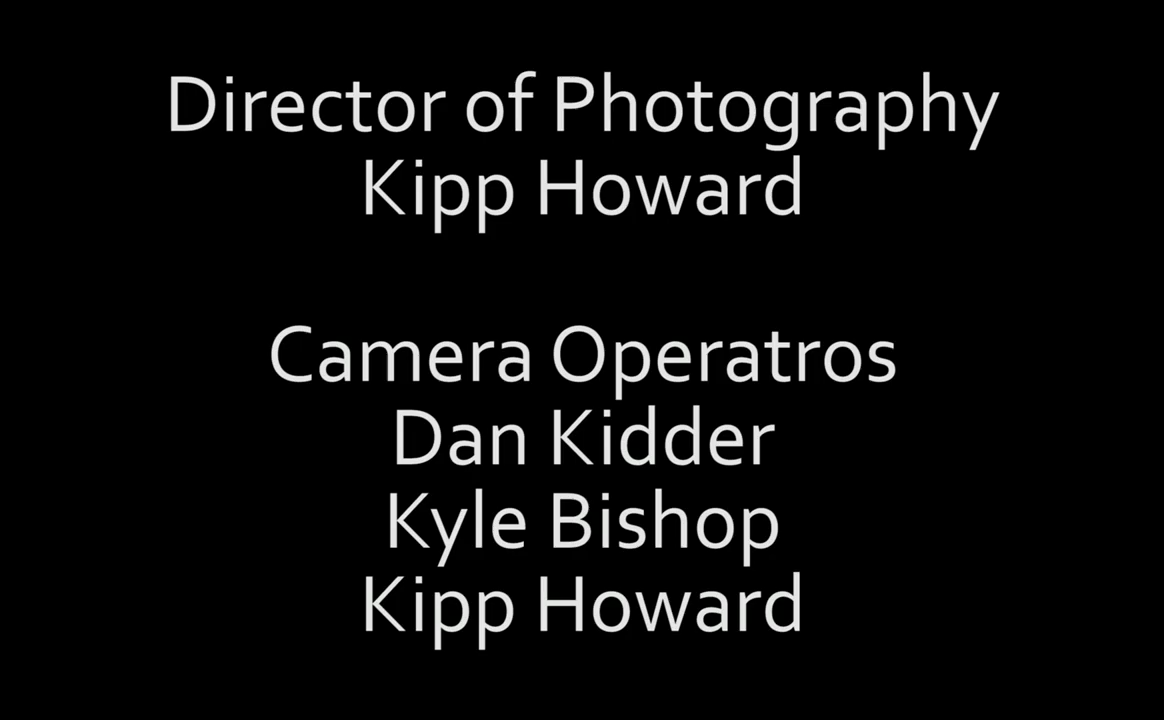 Director of Photography
Kipp Howard
Camera Operatros
Dan Kidder
Kyle Bishop
Kipp Howard